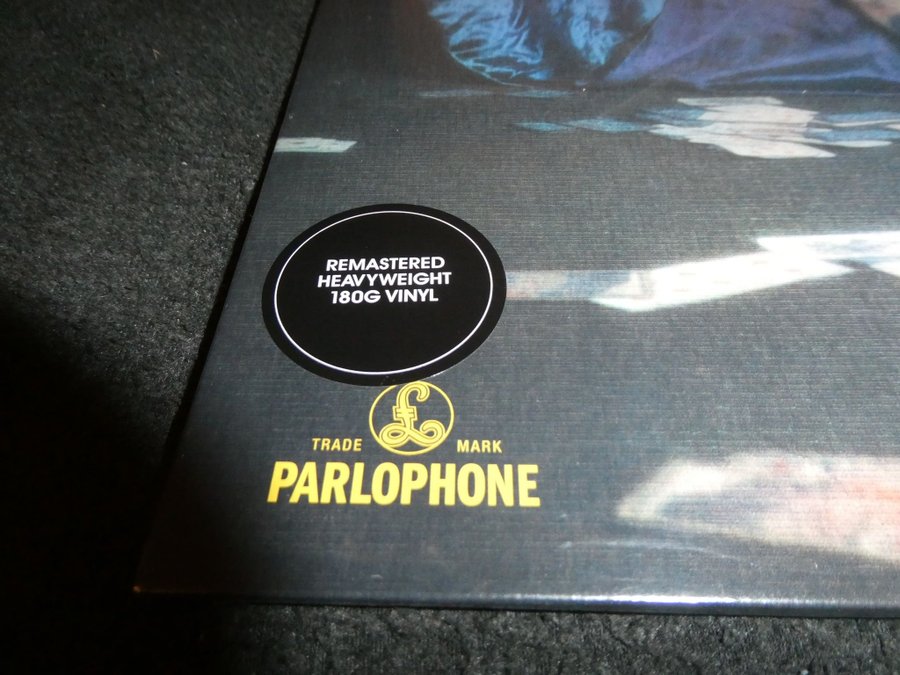 REMASTERED
HEAVYWEIGHT
180G VINYL
£
TRADE MARK
PARLOPHONE